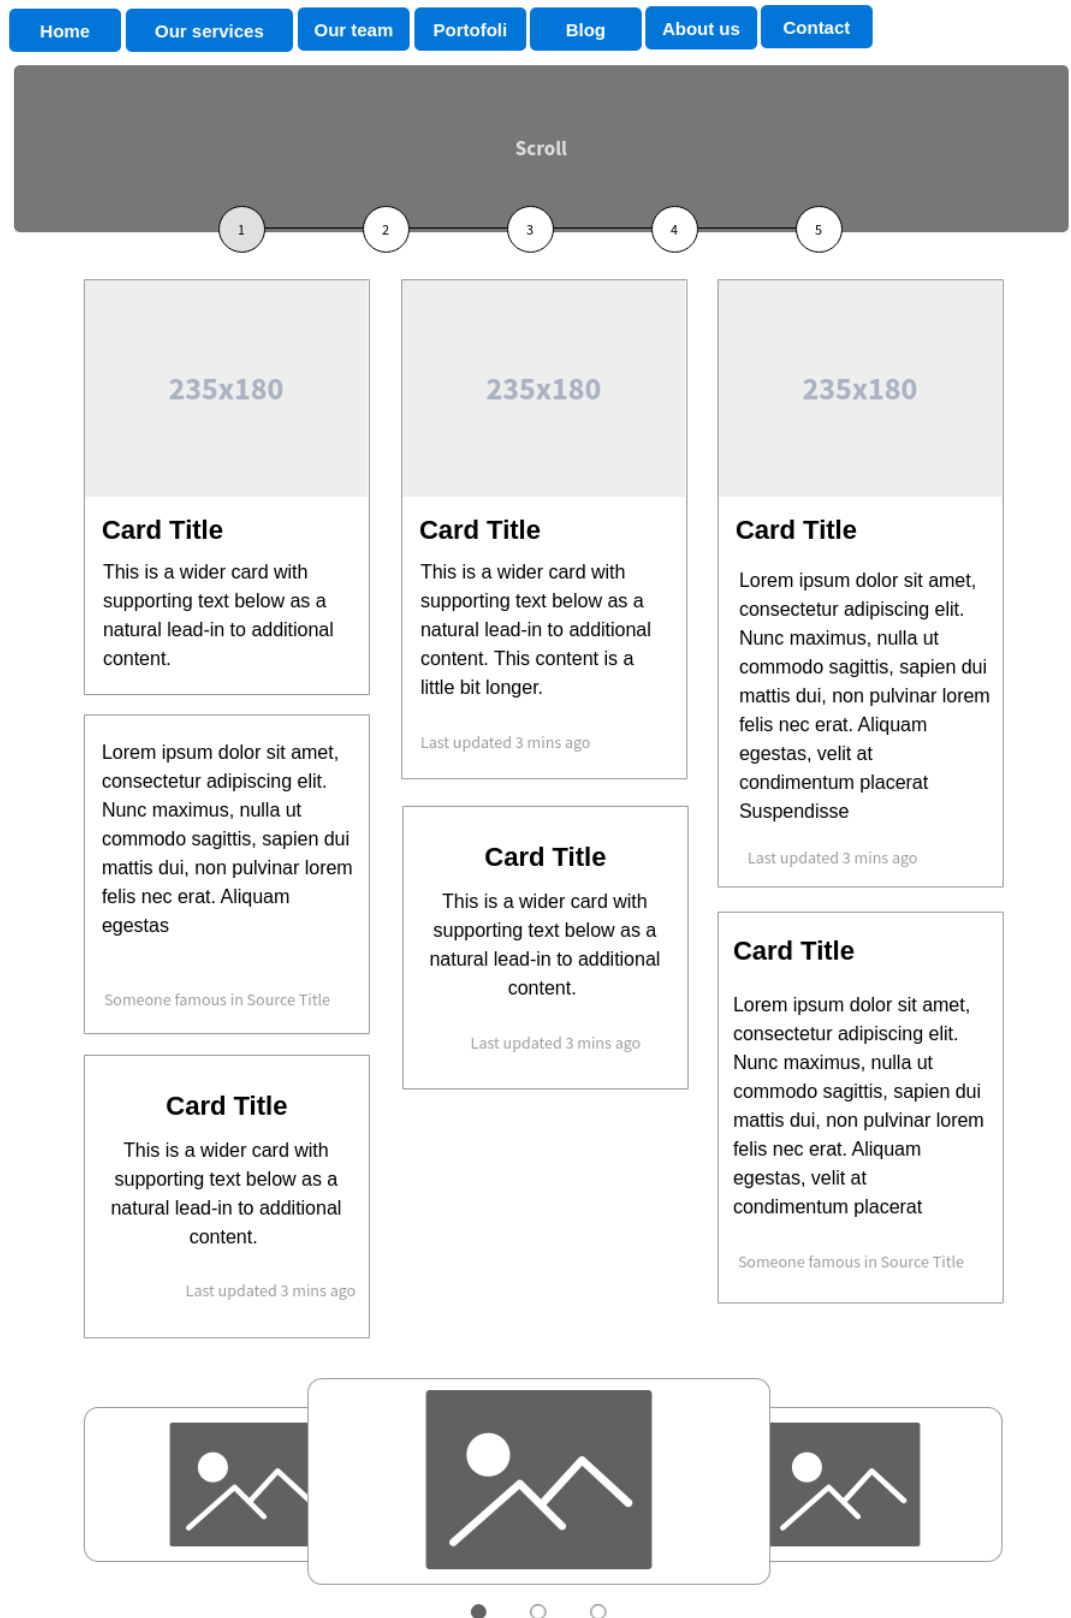 Home
Our services
Our team
Portofoli
Blog
About us
Contact
Scroll
1
2
3
4
5
235x180
Card Title
This is a wider card with
supporting text below as a
natural lead-in to additional
content.
Lorem ipsum dolor sit amet,
consectetur adipiscing elit.
Nunc maximus, nulla ut
commodo sagittis, sapien dui
mattis dui, non pulvinar lorem
felis nec erat. Aliquam
egestas
Someone famous in Source Title
Card Title
This is a wider card with
supporting text below as a
natural lead-in to additional
content.
Last updated 3 mins ago
235x180
Card Title
This is a wider card with
supporting text below as a
natural lead-in to additional
content. This content is a
little bit longer.
Last updated 3 mins ago
Card Title
This is a wider card with
supporting text below as a
natural lead-in to additional
content.
Last updated 3 mins ago
235x180
Card Title
Lorem ipsum dolor sit amet,
consectetur adipiscing elit.
Nunc maximus, nulla ut
commodo sagittis, sapien dui
mattis dui, non pulvinar lorem
felis nec erat. Aliquam
egestas, velit at
condimentum placerat
Suspendisse
Last updated 3 mins ago
Card Title
Lorem ipsum dolor sit amet,
consectetur adipiscing elit.
Nunc maximus, nulla ut
commodo sagittis, sapien dui
mattis dui, non pulvinar lorem
felis nec erat. Aliquam
egestas, velit at
condimentum placerat
Someone famous in Source Title